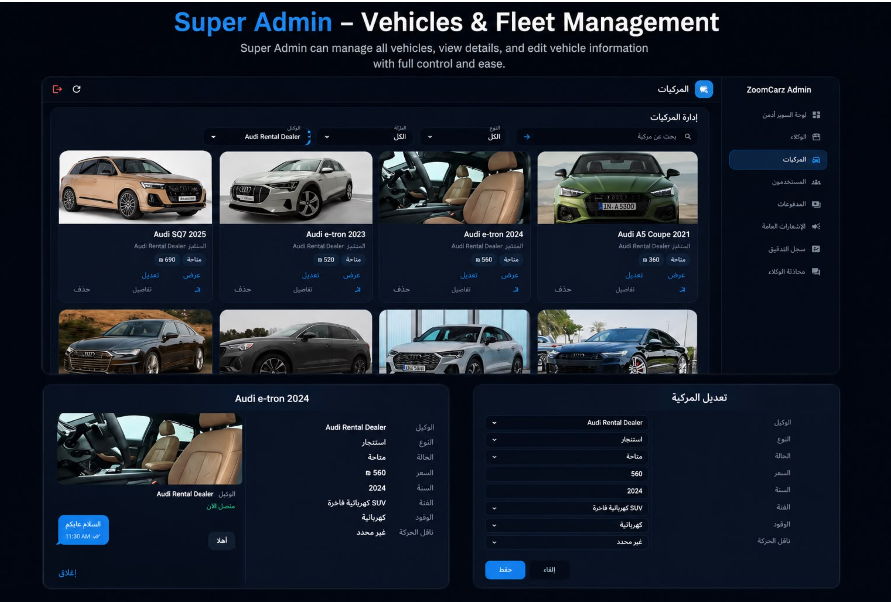 Super Admin – Vehicles & Fleet Management
Super Admin can manage all vehicles, view details, and edit vehicle information
with full control and ease.
ZoomCarz Admin
لوحة السوبر أدمن
الوكلاء
المركبات
المستخدمون
المدفوعات
الإشعارات العامة
سجل التدقيق
محادثة الوكلاء
المركبات
إدارة المركبات
بحث عن مركبة
النوع
الكل
الحالة
الكل
الوكيل
Audi Rental Dealer
Audi A5 Coupe 2021
Audi Rental Dealer
متاحة
360 ₪
عرض
تعديل
تفاصيل
حذف
Audi e-tron 2024
Audi Rental Dealer
متاحة
560 ₪
عرض
تعديل
تفاصيل
حذف
Audi e-tron 2023
Audi Rental Dealer
متاحة
520 ₪
عرض
تعديل
تفاصيل
حذف
Audi SQ7 2025
Audi Rental Dealer
متاحة
690 ₪
عرض
تعديل
تفاصيل
حذف
تعديل المركبة
الوكيل Audi Rental Dealer
النوع استنجار
الحالة متاحة
السعر 560
السنة 2024
الفئة SUV كهربائية فاخرة
الوقود كهربائية
ناقل الحركة غير محدد
إلغاء
حفظ
Audi e-tron 2024
الوكيل Audi Rental Dealer
النوع استنجار
الحالة متاحة
السعر 560 ₪
السنة 2024
الفئة SUV كهربائية فاخرة
الوقود كهربائية
ناقل الحركة غير محدد
الوكيل Audi Rental Dealer
متصل الآن
السلام عليكم
11:30 AM
أهلا
إغلاق